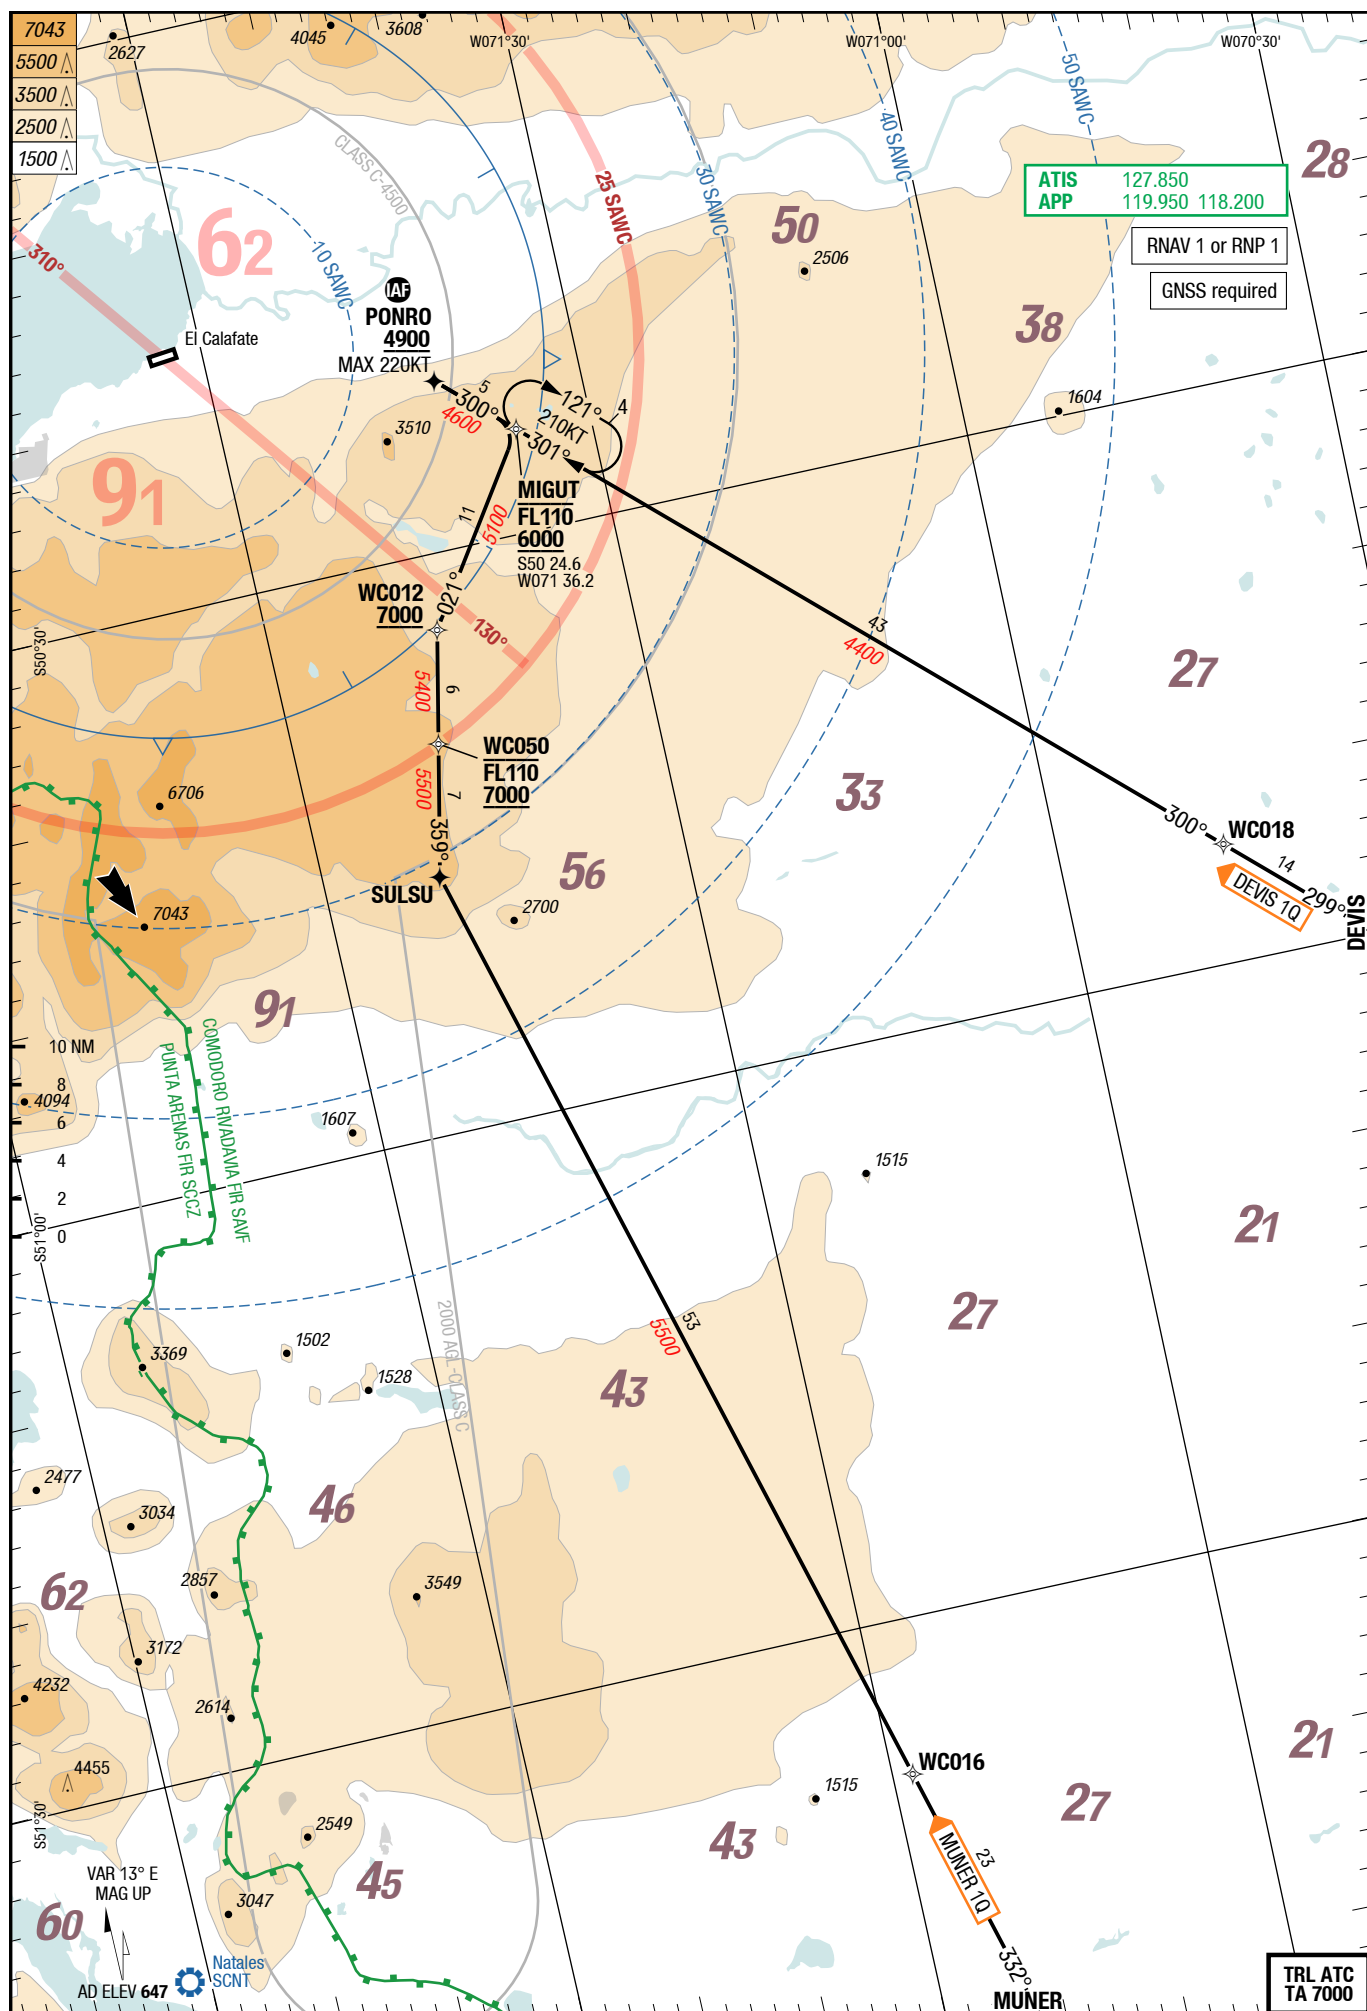 7043
5500
3500
2500
1500
2627
4045
3608
W071°30'
W071°00'
W070°30'
CLASS C-4500
25 SAWC
30 SAWC
40 SAWC
50 SAWC
28
ATIS 127.850
APP 119.950 118.200
RNAV 1 or RNP 1
GNSS required
62
310°
10 SAWC
50
2506
38
El Calafate
IAF
PONRO
4900
MAX 220KT
5
300°
4600
121°
4
210KT
301°
1604
3510
91
MIGUT
FL110
6000
S50 24.6
W071 36.2
11
5100
021°
WC012
7000
130°
S50°30'
43
4400
27
5400
6
WC050
FL110
7000
5500
7
359°
33
6706
300°
WC018
14
DEVIS 1Q
299°
DEVIS
SULSU
56
2700
7043
91
10 NM
8
6
4
2
0
4094
COMODORO RIVADAVIA FIR SAVF
PUNTA ARENAS FIR SCCZ
1607
1515
S51°00'
21
27
2000 AGL-CLASS C
53
5500
1502
3369
1528
43
2477
3034
46
62
2857
3549
3172
4232
2614
4455
21
WC016
1515
27
S51°30'
2549
43
MUNER 1Q
23
VAR 13° E
MAG UP
45
3047
60
Natales
SCNT
AD ELEV 647
332°
MUNER
TRL ATC
TA 7000